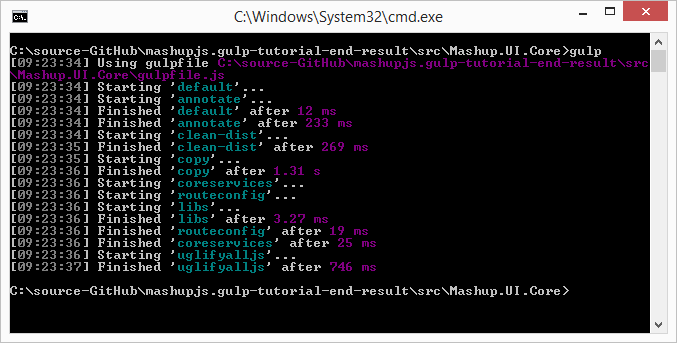 C:\Windows\System32\cmd.exe
C:\source-GitHub\mashupjs.gulp-tutorial-end-result\src\Mashup.UI.Core>gulp
[09:23:34] Using gulpfile C:\source-GitHub\mashupjs.gulp-tutorial-end-result\src
\Mashup.UI.Core\gulpfile.js
[09:23:34] Starting 'default'...
[09:23:34] Starting 'annotate'...
[09:23:34] Finished 'default' after 12 ms
[09:23:34] Finished 'annotate' after 233 ms
[09:23:34] Starting 'clean-dist'...
[09:23:35] Finished 'clean-dist' after 269 ms
[09:23:35] Starting 'copy'...
[09:23:36] Finished 'copy' after 1.31 s
[09:23:36] Starting 'coreservices'...
[09:23:36] Starting 'routeconfig'...
[09:23:36] Starting 'libs'...
[09:23:36] Finished 'libs' after 3.27 ms
[09:23:36] Finished 'routeconfig' after 19 ms
[09:23:36] Finished 'coreservices' after 25 ms
[09:23:36] Starting 'uglifyalljs'...
[09:23:37] Finished 'uglifyalljs' after 746 ms
C:\source-GitHub\mashupjs.gulp-tutorial-end-result\src\Mashup.UI.Core>